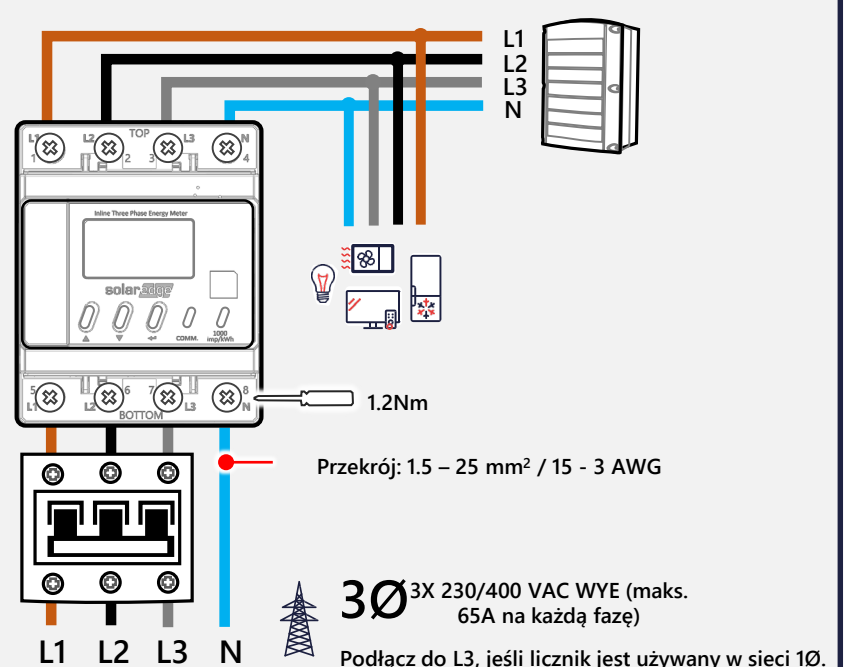 L1
L2
L3
N
L1 L2 TOP L3 N
1 2 3 4
Inline Three Phase Energy Meter
solaredge
COMM. 1000 imp/kWh
5 6 7 8
L1 L2 L3 N
BOTTOM
1.2Nm
Przekrój: 1.5 – 25 mm² / 15 - 3 AWG
3Ø 3X 230/400 VAC WYE (maks.
65A na każdą fazę)
L1 L2 L3 N
Podłącz do L3, jeśli licznik jest używany w sieci 1Ø.